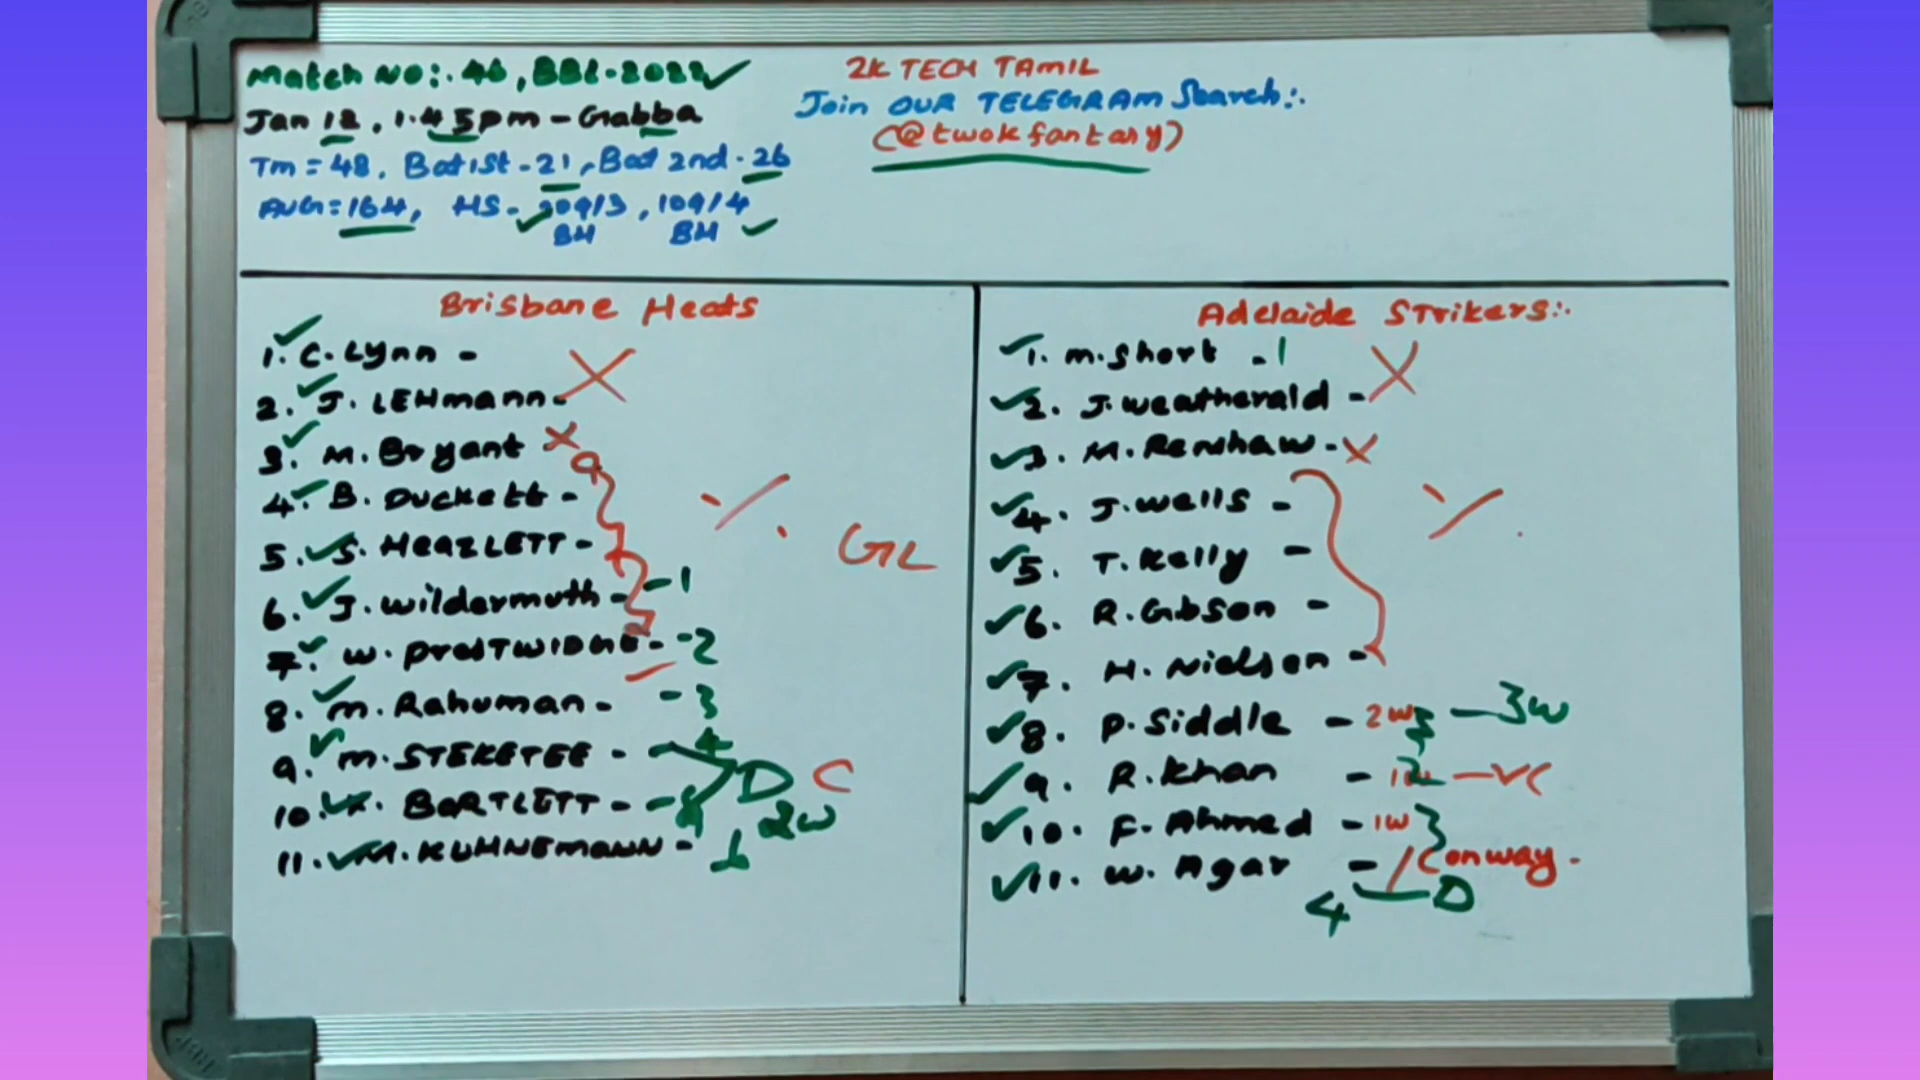 Match NO:. 46, BBL-2022
Jan 12, 1.45pm - Gabba
Tm = 48, Bat 1st - 21, Bat 2nd - 26
AVG = 164, HS - 209/3, 109/4
BH BH
2K TECH TAMIL
Join OUR TELEGRAM Search:.
(@twokfantasy)
Brisbane Heats
1. C. Lynn -
2. J. LEHmann -
3. M. Bryant
4. B. Duckett -
5. S. HEAZLETT -
6. J. wildermuth - - 1
7. W. PresTWIDGE - - 2
8. M. Rahuman - - 3
9. M. STEKETEE - - 4
10. X. BARTLETT -
11. M. KUHNEMANN -
D C
2w
GL
Adelaide STrikers:.
1. M. Short - 1
2. J. weatherald -
3. M. Renshaw -
4. J. Wells -
5. T. Kelly -
6. R. Gibson -
7. H. Nielsen -
8. P. Siddle - 2w - 3w
9. R. Khan - - VC
10. F. Ahmed - 1w
11. W. Agar - / Conway.
4 D